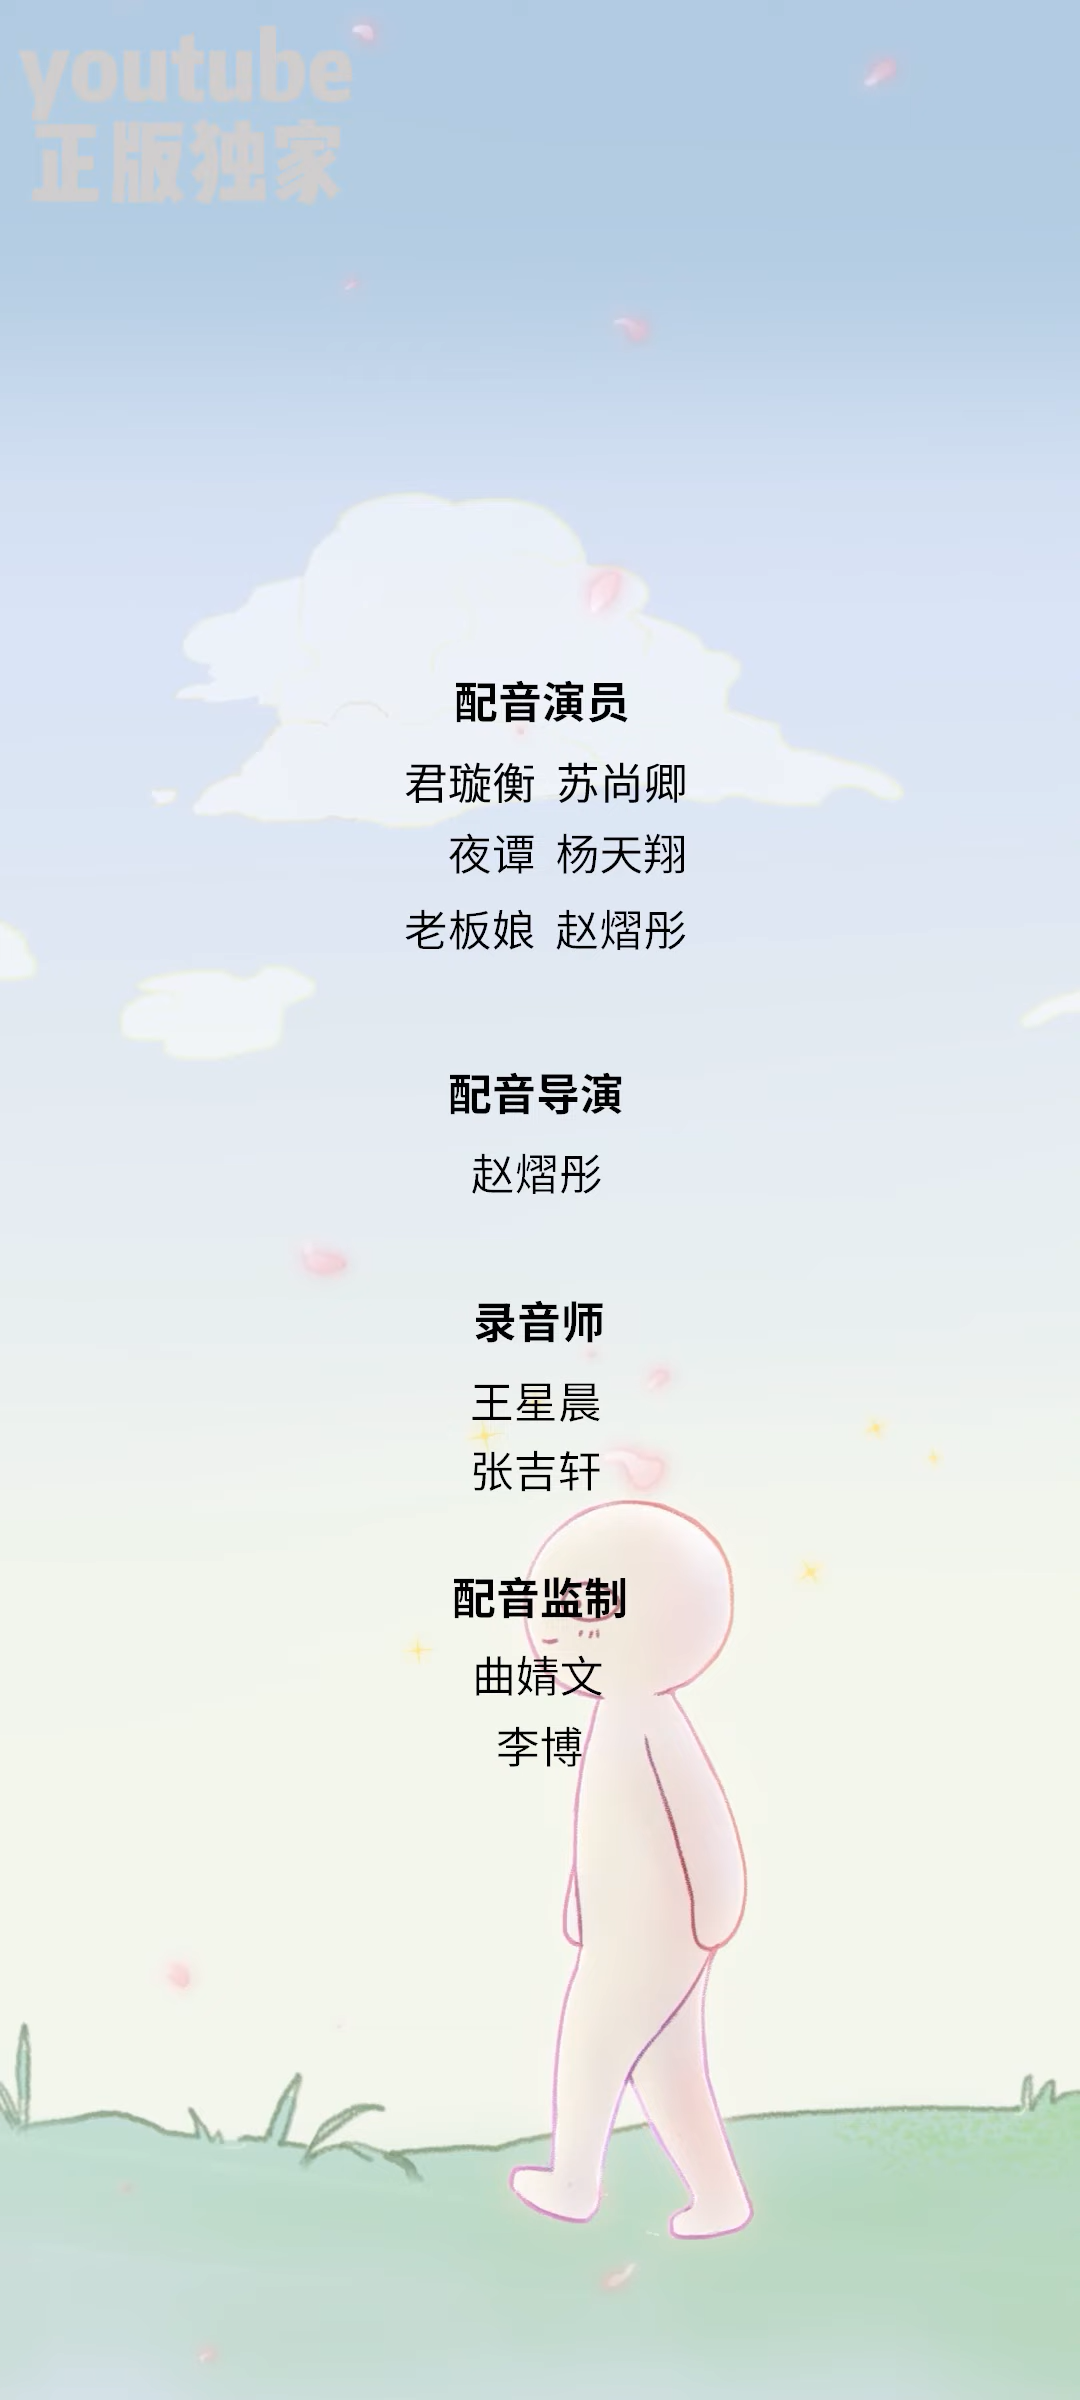 youtube
正版独家
配音演员
君璇衡 苏尚卿
夜谭 杨天翔
老板娘 赵熠彤
配音导演
赵熠彤
录音师
王星晨
张吉轩
配音监制
曲婧文
李博